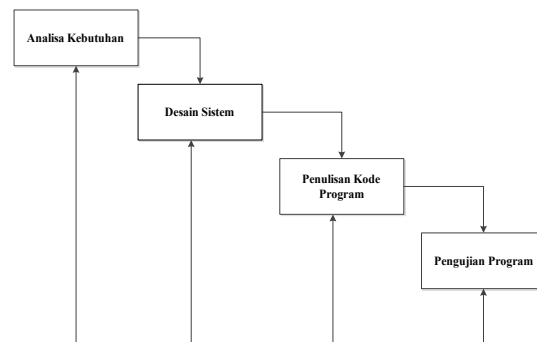 Analisa Kebutuhan
Desain Sistem
Penulisan Kode
Program
Pengujian Program